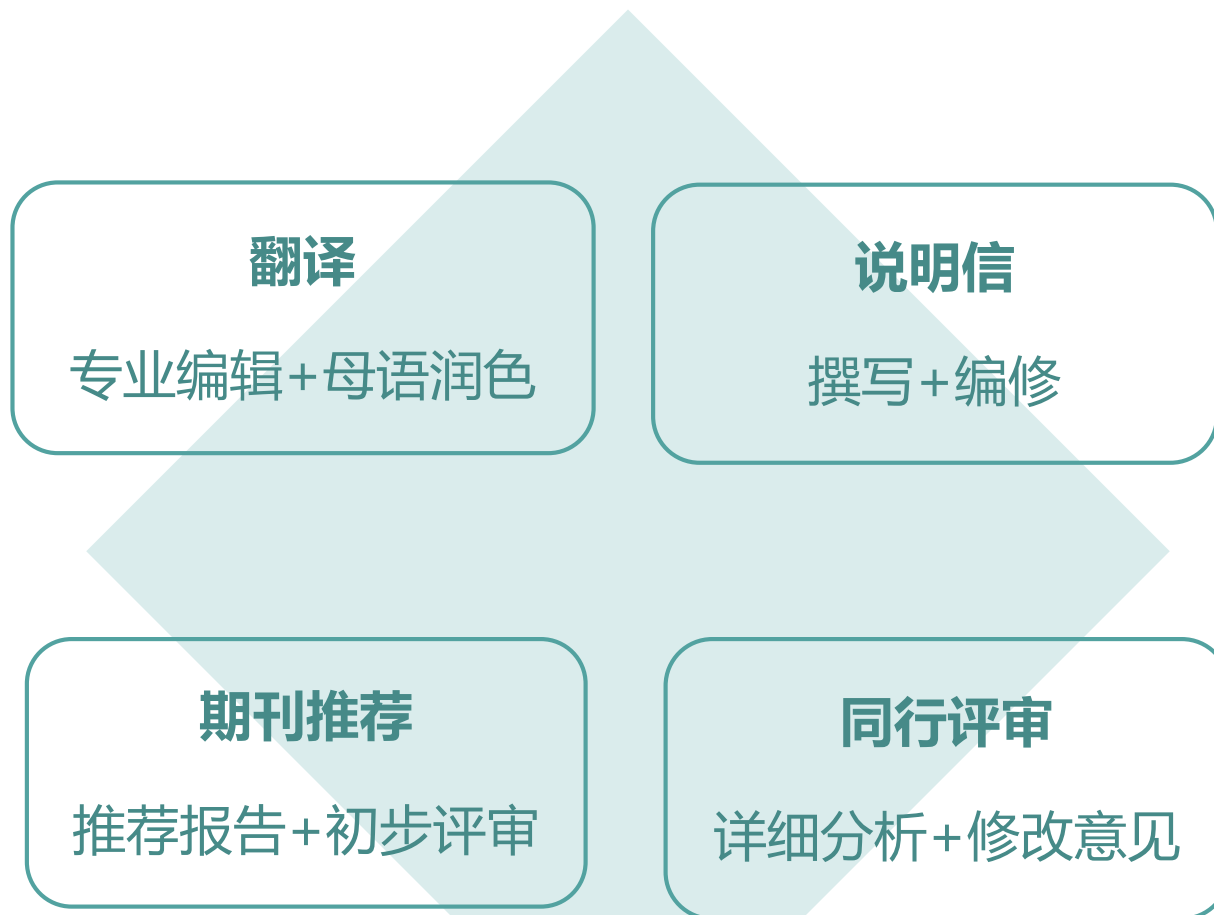 翻译
专业编辑+母语润色
说明信
撰写+编修
期刊推荐
推荐报告+初步评审
同行评审
详细分析+修改意见